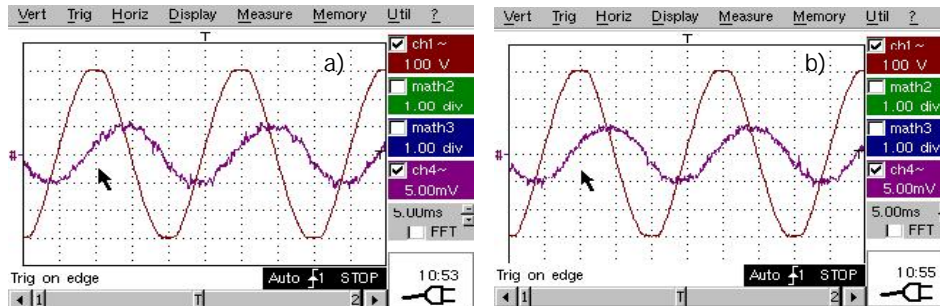 Vert Trig Horiz Display Measure Memory Util ?
T
a)
ch1 ~
100 V
math2
1.00 div
math3
1.00 div
ch4~
5.00mV
5.00ms
FFT
T
Trig on edge
Auto 1 STOP
10:53
1 T 2
Vert Trig Horiz Display Measure Memory Util ?
T
b)
ch1 ~
100 V
math2
1.00 div
math3
1.00 div
ch4~
5.00mV
5.00ms
FFT
T
Trig on edge
Auto 1 STOP
10:55
1 T 2